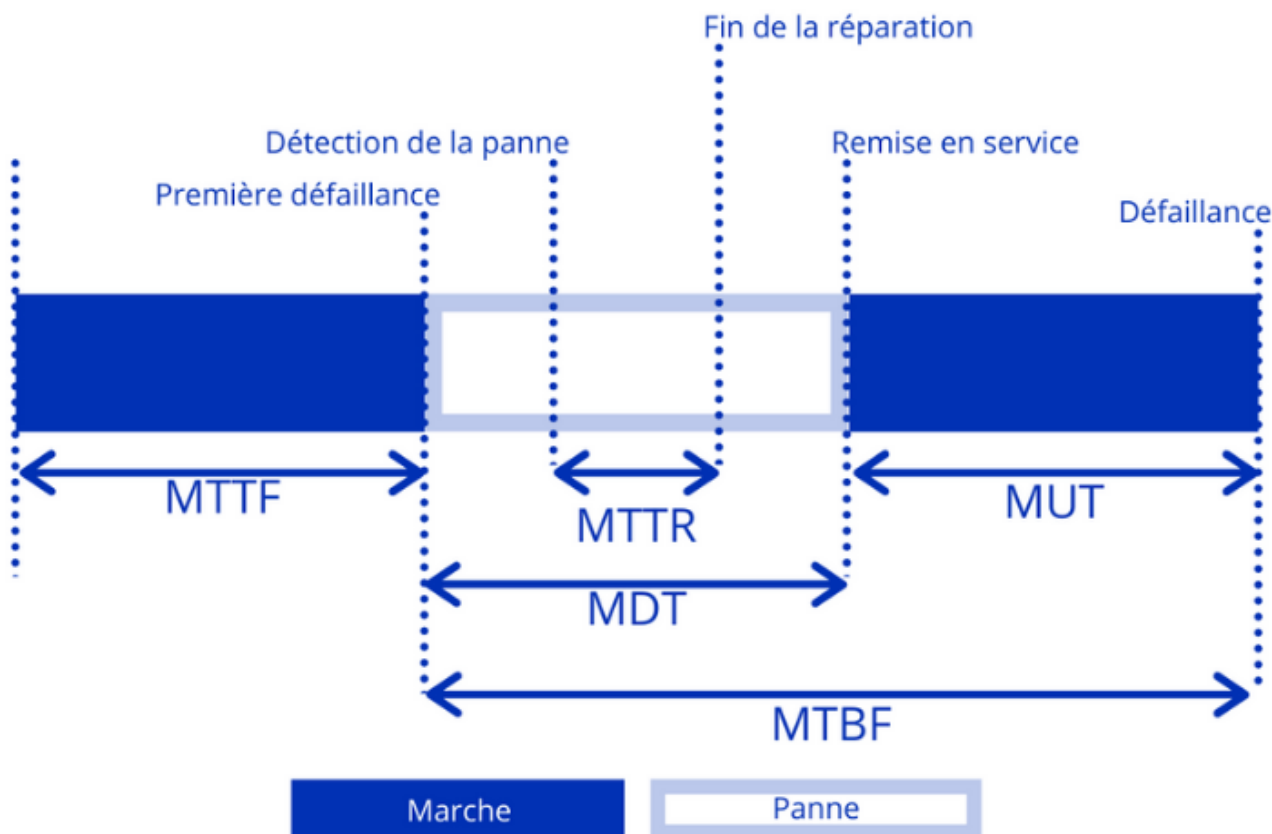 Fin de la réparation
Détection de la panne
Remise en service
Première défaillance
Défaillance
MTTF
MTTR
MUT
MDT
MTBF
Marche
Panne